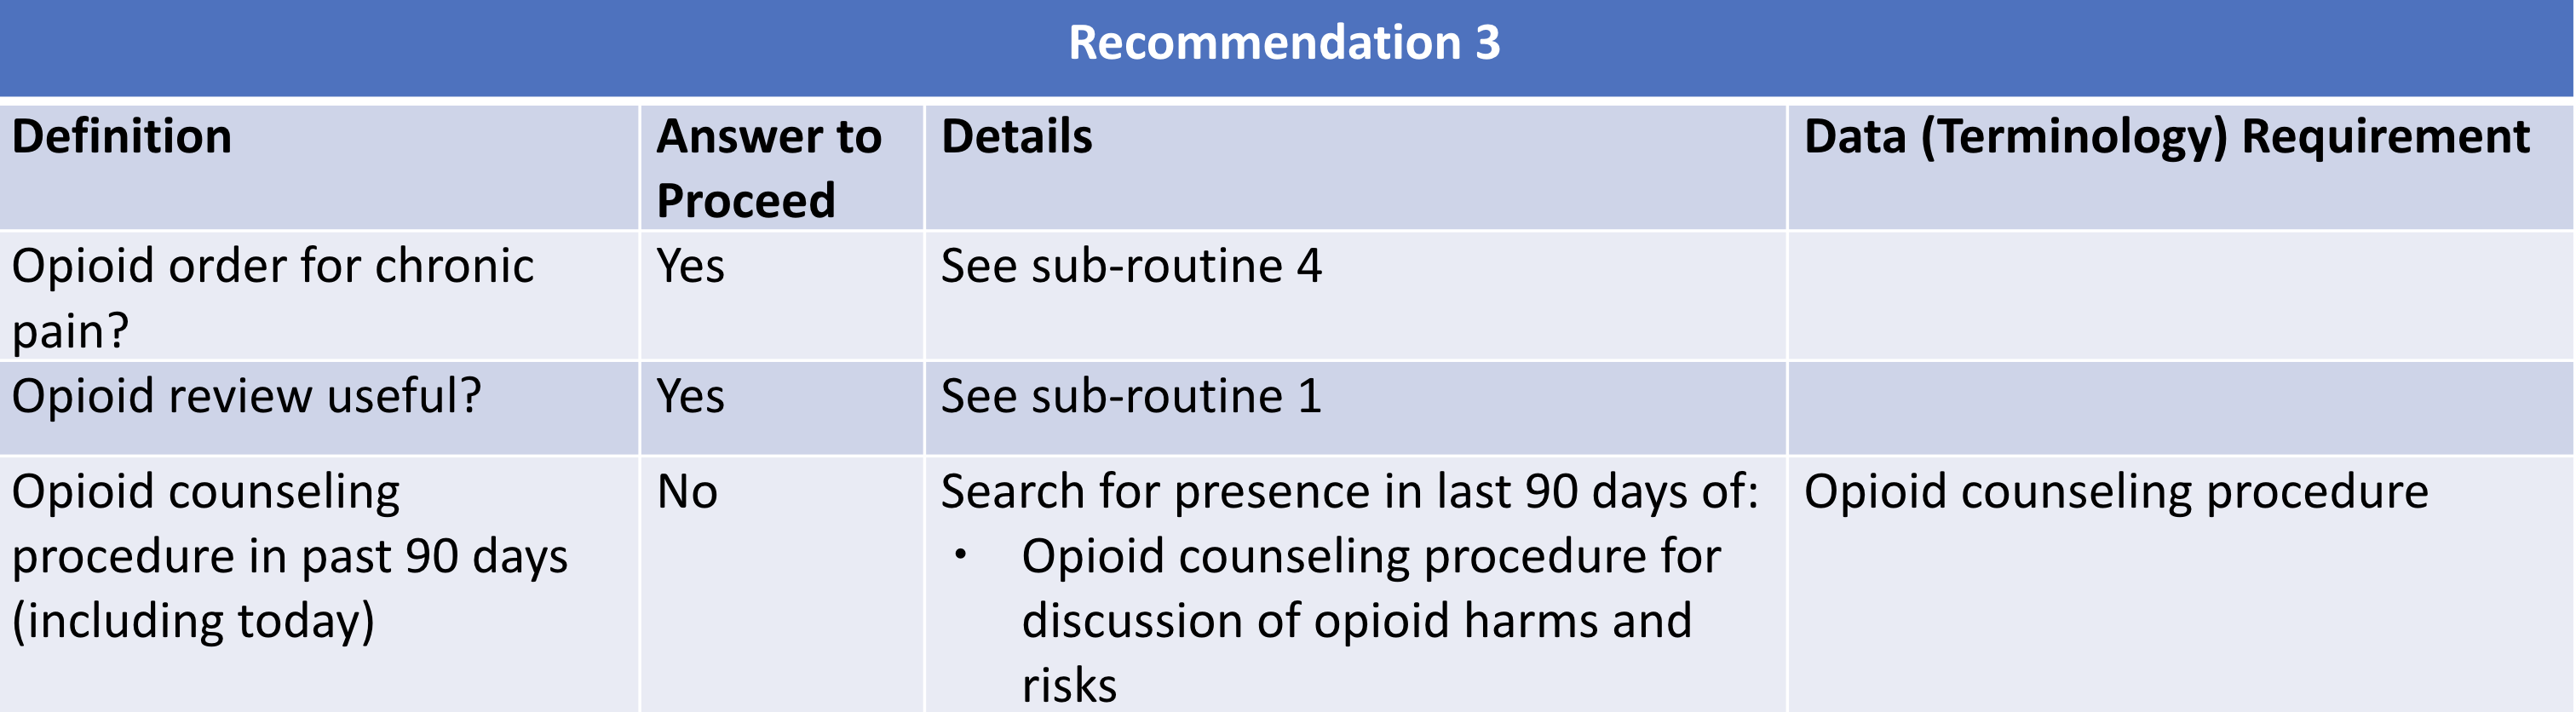 Recommendation 3
Definition
Answer to
Proceed
Details
Data (Terminology) Requirement
Opioid order for chronic
pain?
Yes
See sub-routine 4
Opioid review useful?
Yes
See sub-routine 1
Opioid counseling
procedure in past 90 days
(including today)
No
Search for presence in last 90 days of:
• Opioid counseling procedure for
discussion of opioid harms and
risks
Opioid counseling procedure